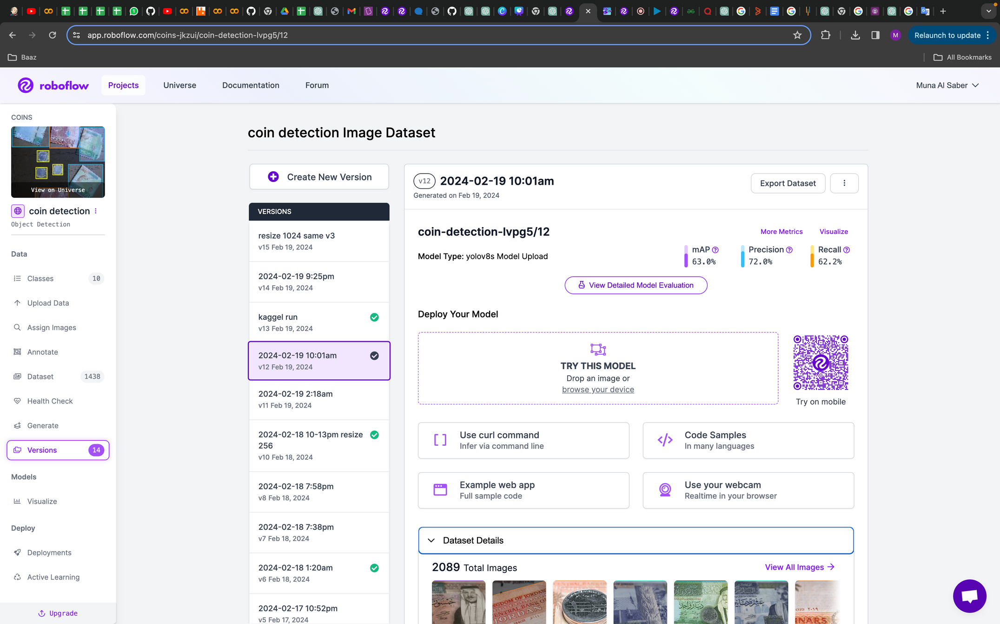 app.roboflow.com/coins-jkzui/coin-detection-lvpg5/12
M
Relaunch to update
Baaz
All Bookmarks
roboflow
Projects
Universe
Documentation
Forum
Muna Al Saber
COINS
View on Universe
coin detection
Object Detection
Data
Classes 10
Upload Data
Assign Images
Annotate
Dataset 1438
Health Check
Generate
Versions 14
Models
Visualize
Deploy
Deployments
Active Learning
Upgrade
coin detection Image Dataset
Create New Version
VERSIONS
resize 1024 same v3
v15 Feb 19, 2024
2024-02-19 9:25pm
v14 Feb 19, 2024
kaggel run
v13 Feb 19, 2024
2024-02-19 10:01am
v12 Feb 19, 2024
2024-02-19 2:18am
v11 Feb 19, 2024
2024-02-18 10-13pm resize
256
v10 Feb 18, 2024
2024-02-18 7:58pm
v8 Feb 18, 2024
2024-02-18 7:38pm
v7 Feb 18, 2024
2024-02-18 1:20am
v6 Feb 18, 2024
2024-02-17 10:52pm
v5 Feb 17, 2024
v12 2024-02-19 10:01am
Generated on Feb 19, 2024
Export Dataset
coin-detection-lvpg5/12
More Metrics
Visualize
Model Type: yolov8s Model Upload
mAP
63.0%
Precision
72.0%
Recall
62.2%
View Detailed Model Evaluation
Deploy Your Model
TRY THIS MODEL
Drop an image or
browse your device
Try on mobile
Use curl command
Infer via command line
Code Samples
In many languages
Example web app
Full sample code
Use your webcam
Realtime in your browser
Dataset Details
2089 Total Images
View All Images